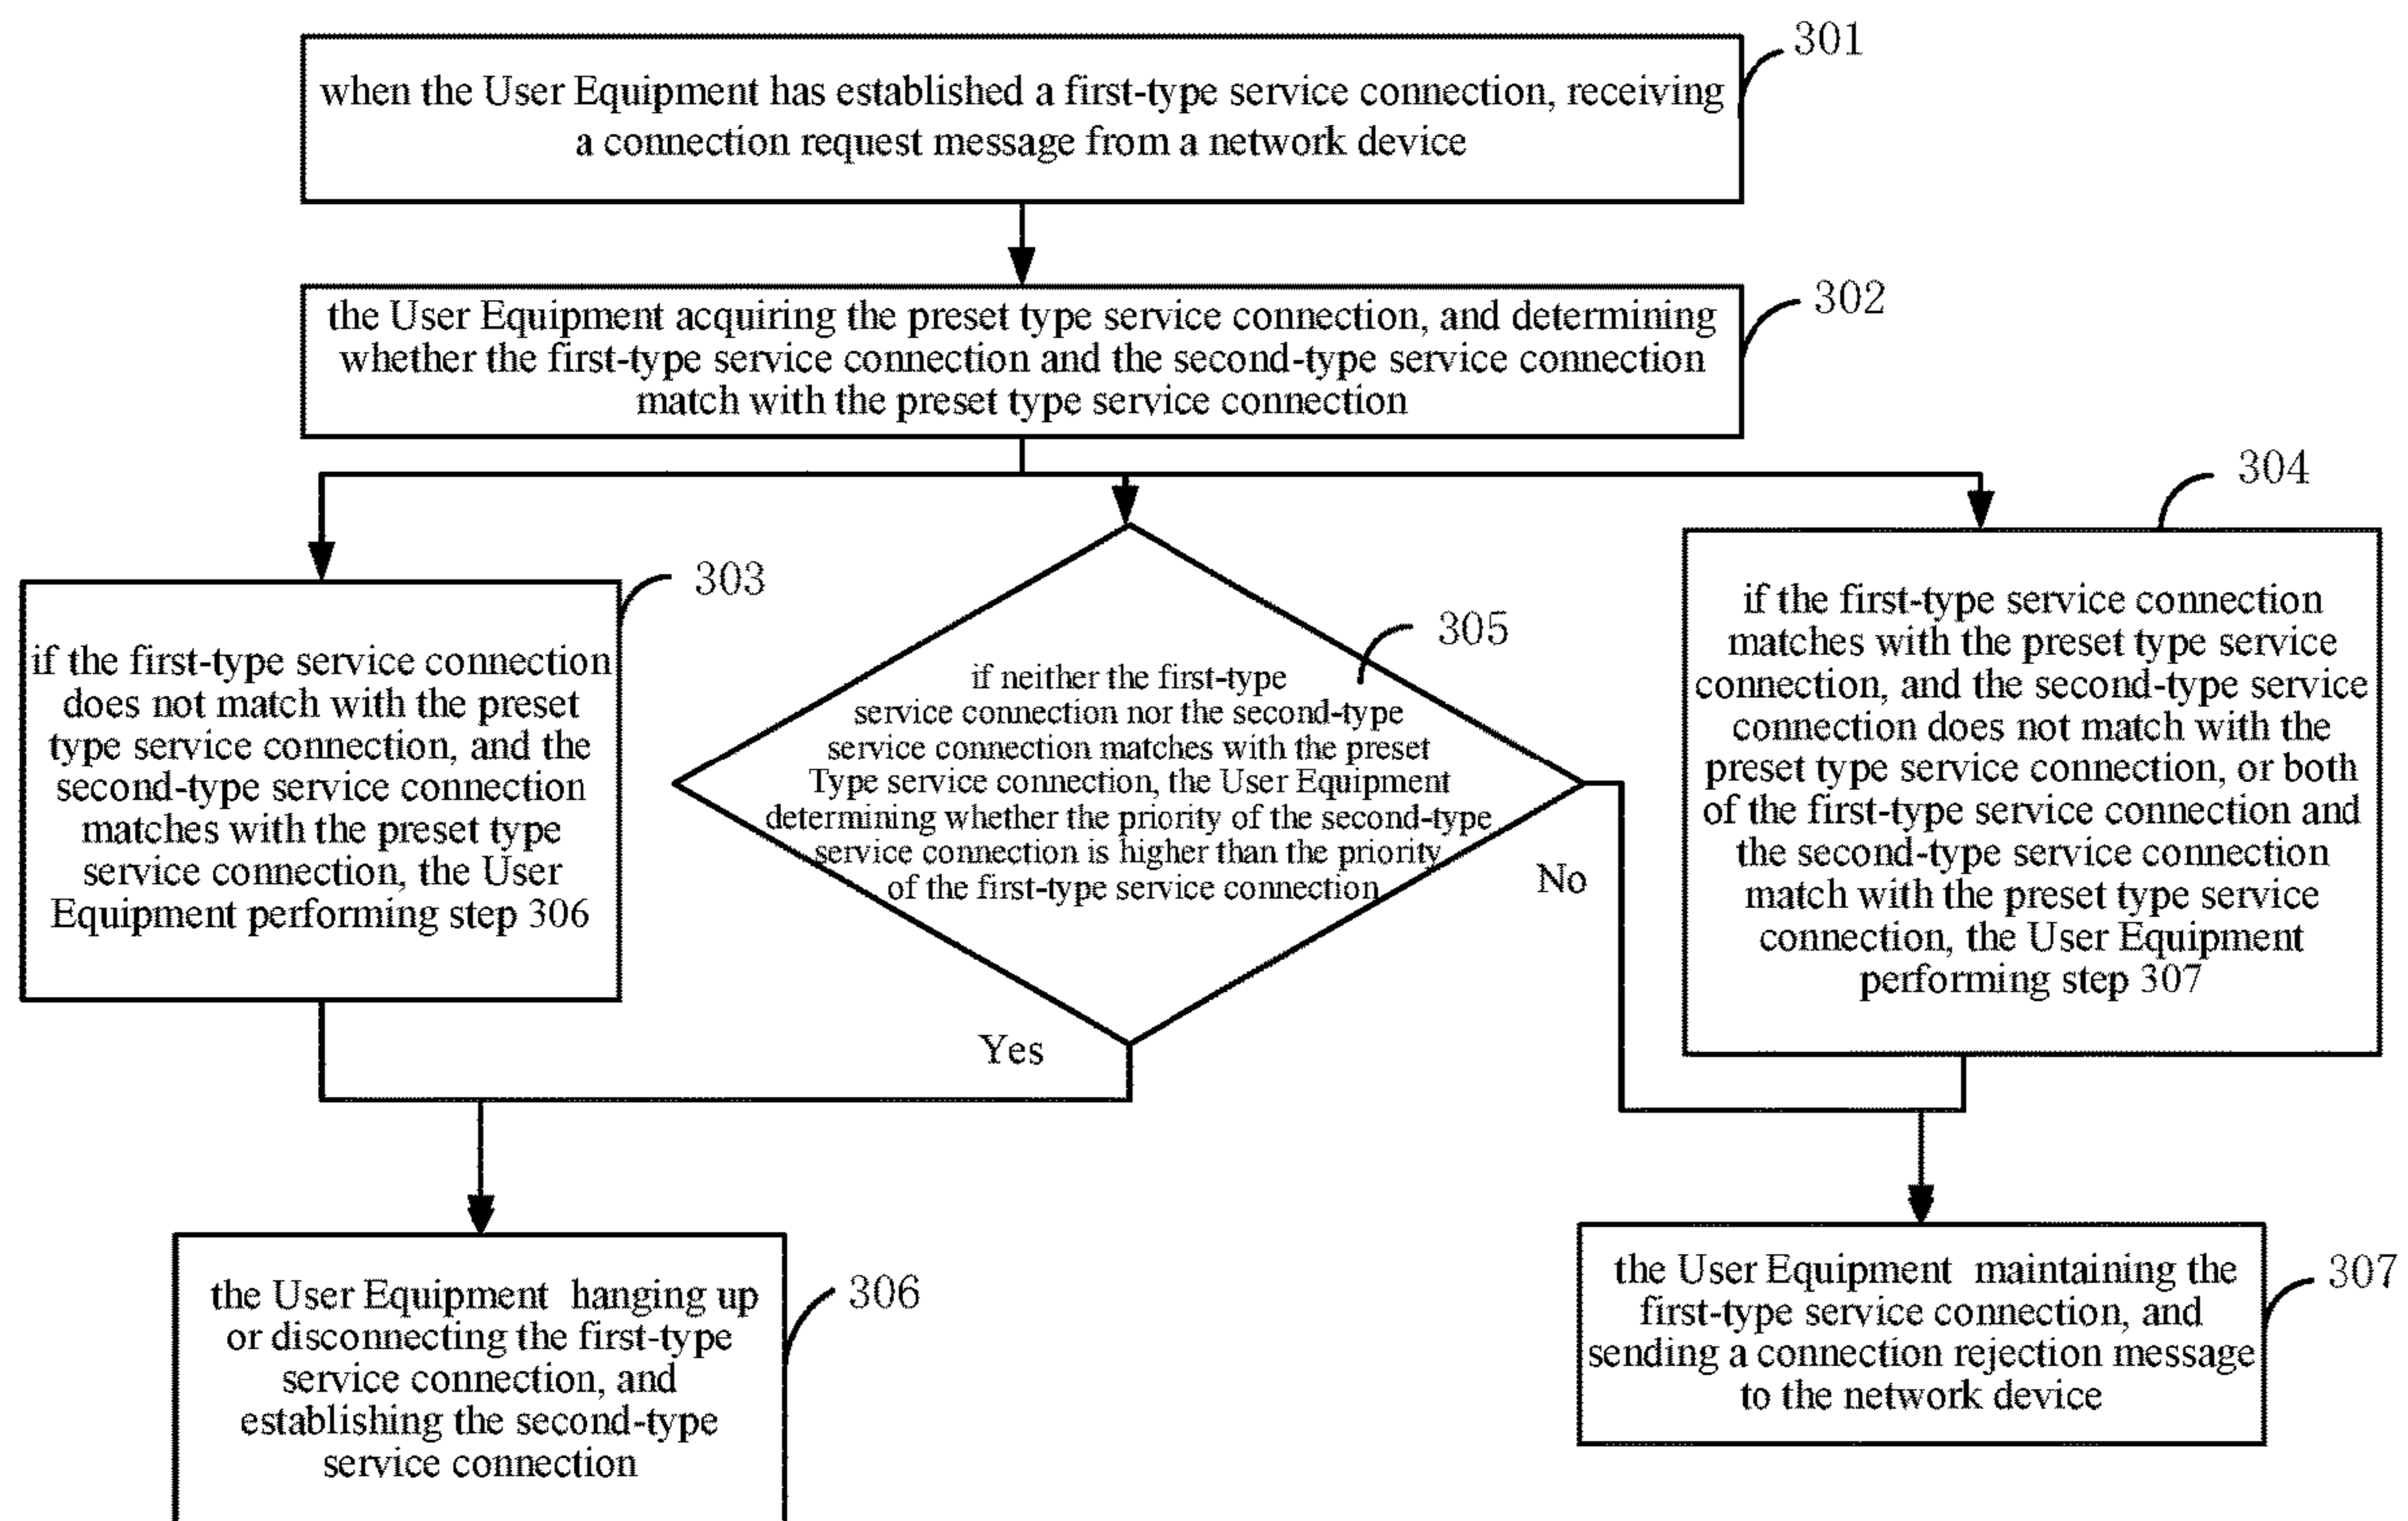 301
when the User Equipment has established a first-type service connection, receiving
a connection request message from a network device
302
the User Equipment acquiring the preset type service connection, and determining
whether the first-type service connection and the second-type service connection
match with the preset type service connection
303
if the first-type service connection
does not match with the preset
type service connection, and the
second-type service connection
matches with the preset type
service connection, the User
Equipment performing step 306
305
if neither the first-type
service connection nor the second-type
service connection matches with the preset
Type service connection, the User Equipment
determining whether the priority of the second-type
service connection is higher than the priority
of the first-type service connection
304
if the first-type service connection
matches with the preset type service
connection, and the second-type service
connection does not match with the
preset type service connection, or both
of the first-type service connection and
the second-type service connection
match with the preset type service
connection, the User Equipment
performing step 307
No
Yes
306
the User Equipment hanging up
or disconnecting the first-type
service connection, and
establishing the second-type
service connection
307
the User Equipment maintaining the
first-type service connection, and
sending a connection rejection message
to the network device